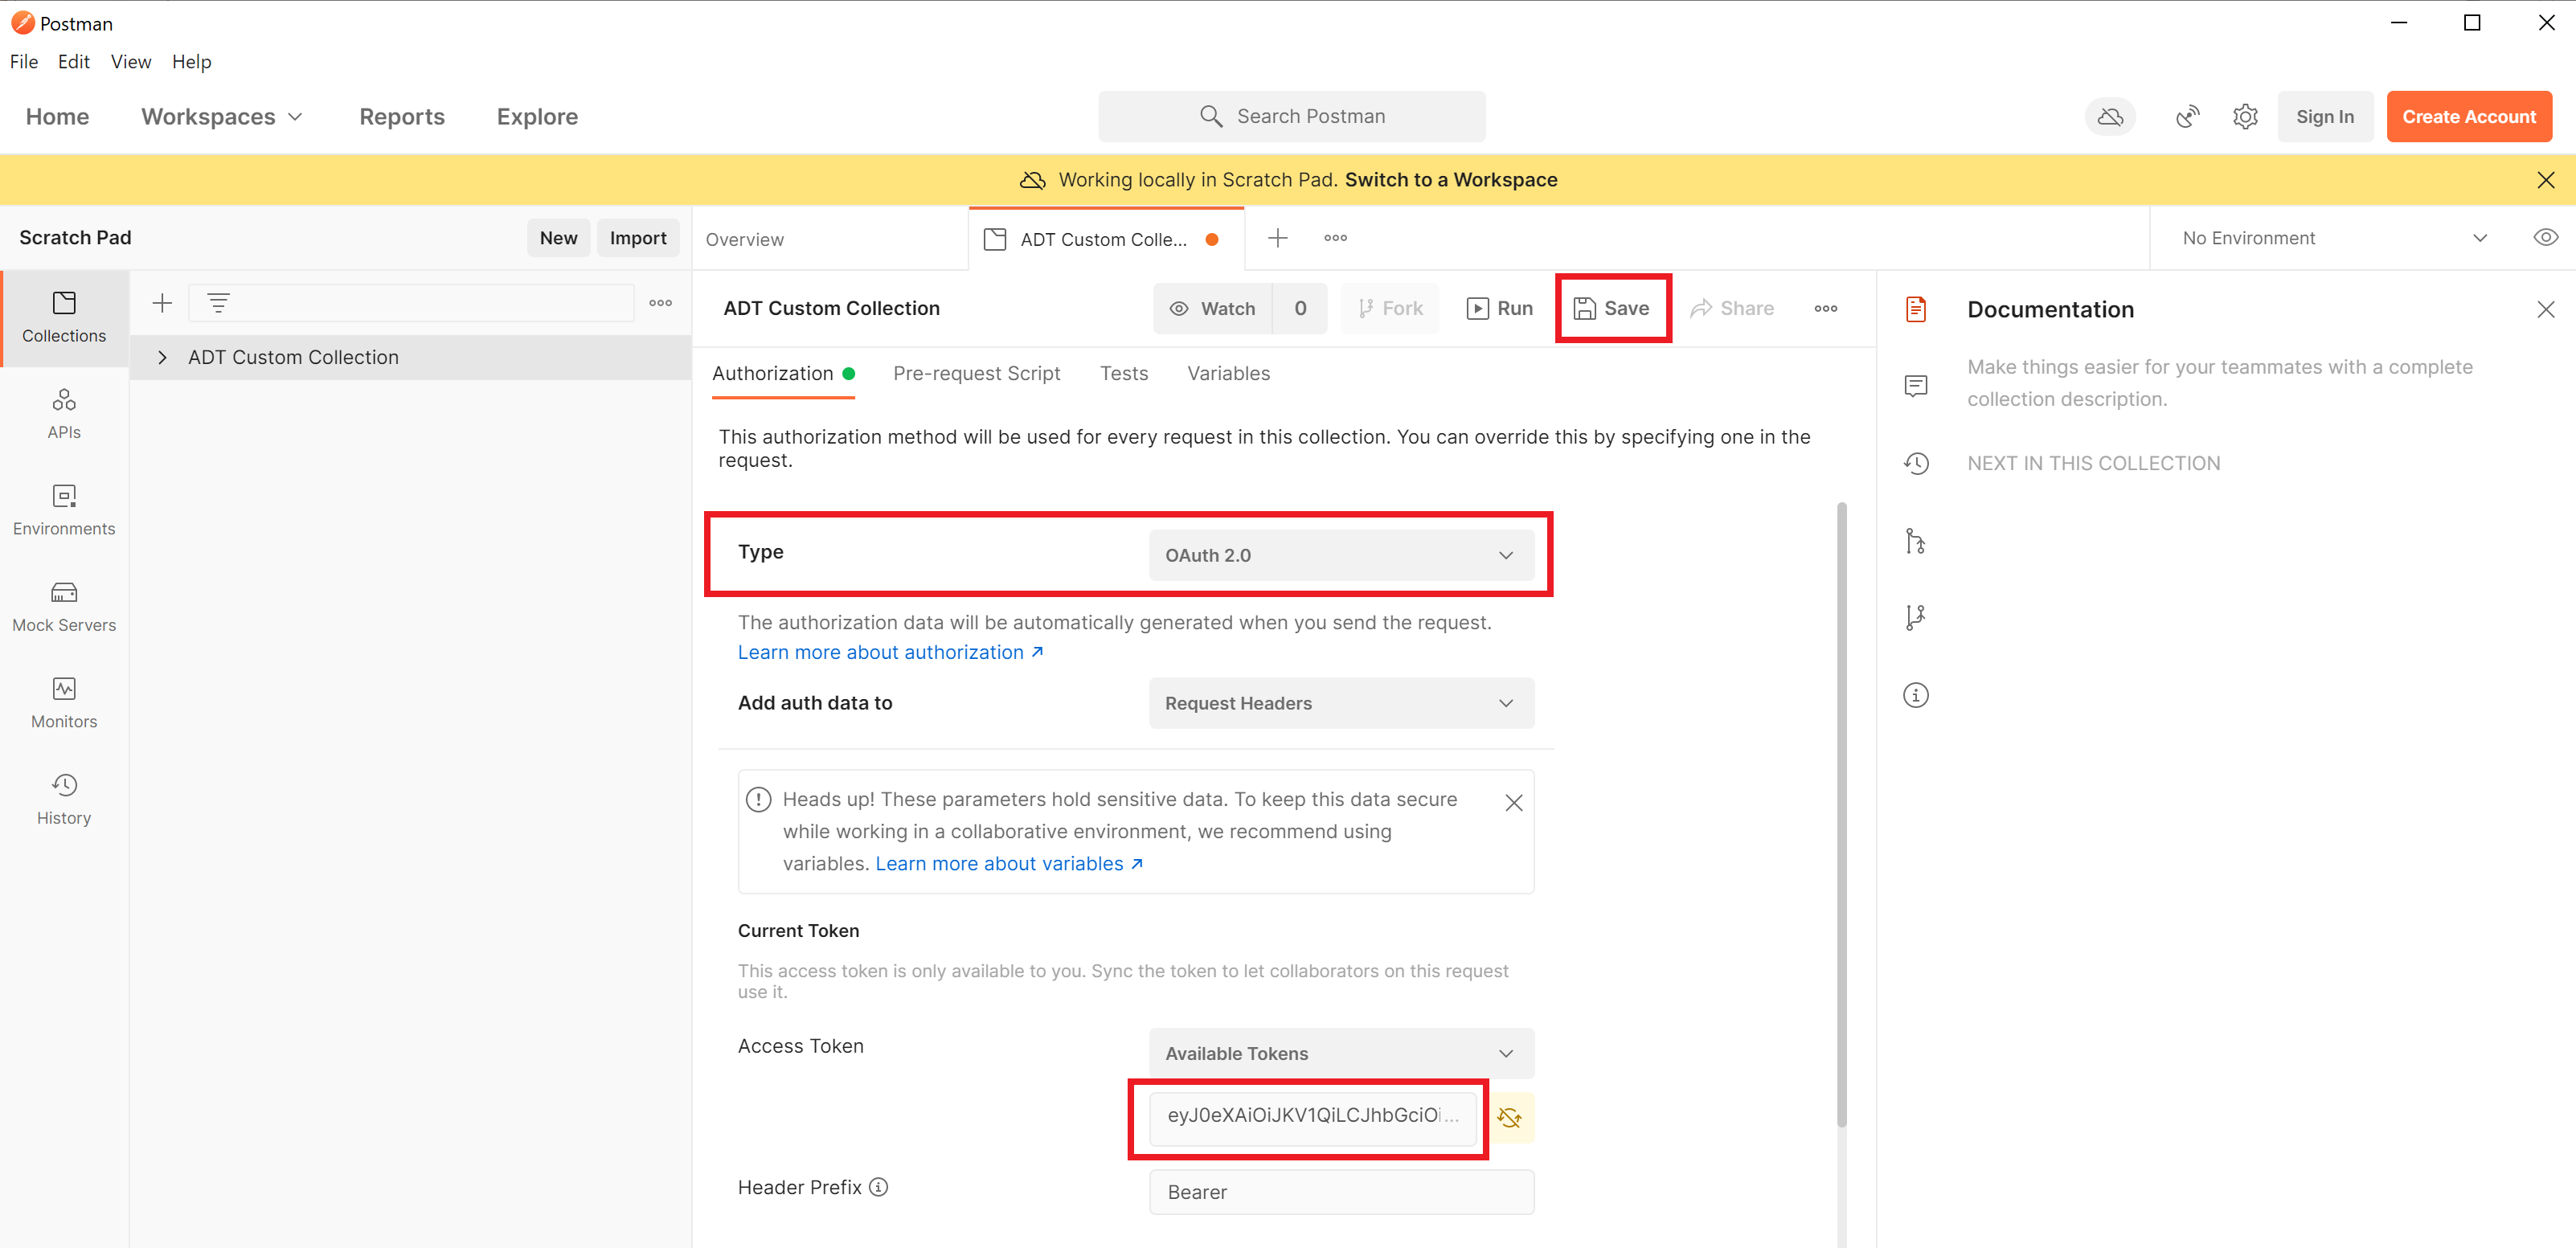 Postman
File Edit View Help
Home Workspaces Reports Explore
Search Postman
Sign In
Create Account
Working locally in Scratch Pad. Switch to a Workspace
Scratch Pad
New
Import
Overview
ADT Custom Colle...
No Environment
Collections
APIs
Environments
Mock Servers
Monitors
History
ADT Custom Collection
ADT Custom Collection
Watch 0
Fork
Run
Save
Share
Authorization Pre-request Script Tests Variables
This authorization method will be used for every request in this collection. You can override this by specifying one in the
request.
Type OAuth 2.0
The authorization data will be automatically generated when you send the request.
Learn more about authorization ↗
Add auth data to Request Headers
Heads up! These parameters hold sensitive data. To keep this data secure
while working in a collaborative environment, we recommend using
variables. Learn more about variables ↗
Current Token
This access token is only available to you. Sync the token to let collaborators on this request
use it.
Access Token Available Tokens
eyJ0eXAiOiJKV1QiLCJhbGciOi...
Header Prefix Bearer
Documentation
Make things easier for your teammates with a complete
collection description.
NEXT IN THIS COLLECTION